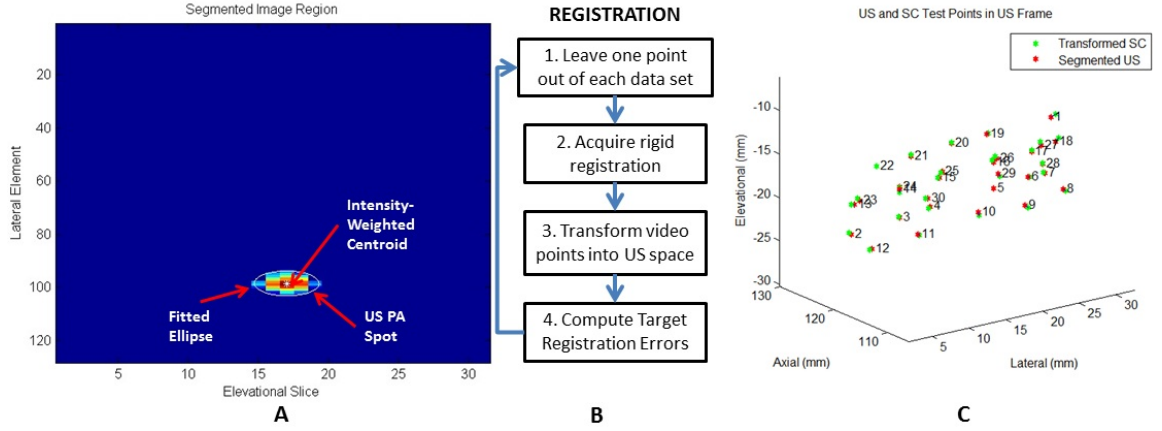 Segmented Image Region
Lateral Element
20
40
60
80
100
120
Intensity-
Weighted
Centroid
Fitted
Ellipse
US PA
Spot
5
10
15
20
25
30
Elevational Slice
A
REGISTRATION
1. Leave one point
out of each data set
2. Acquire rigid
registration
3. Transform video
points into US space
4. Compute Target
Registration Errors
B
US and SC Test Points in US Frame
Transformed SC
Segmented US
Elevational (mm)
-10
-15
-20
-25
-30
1
19
20
27
18
17
21
26
16
28
22
25
15
29
6
7
24
14
5
8
23
13
30
4
9
3
10
2
11
12
130
120
110
Axial (mm)
5
10
15
20
25
30
Lateral (mm)
C